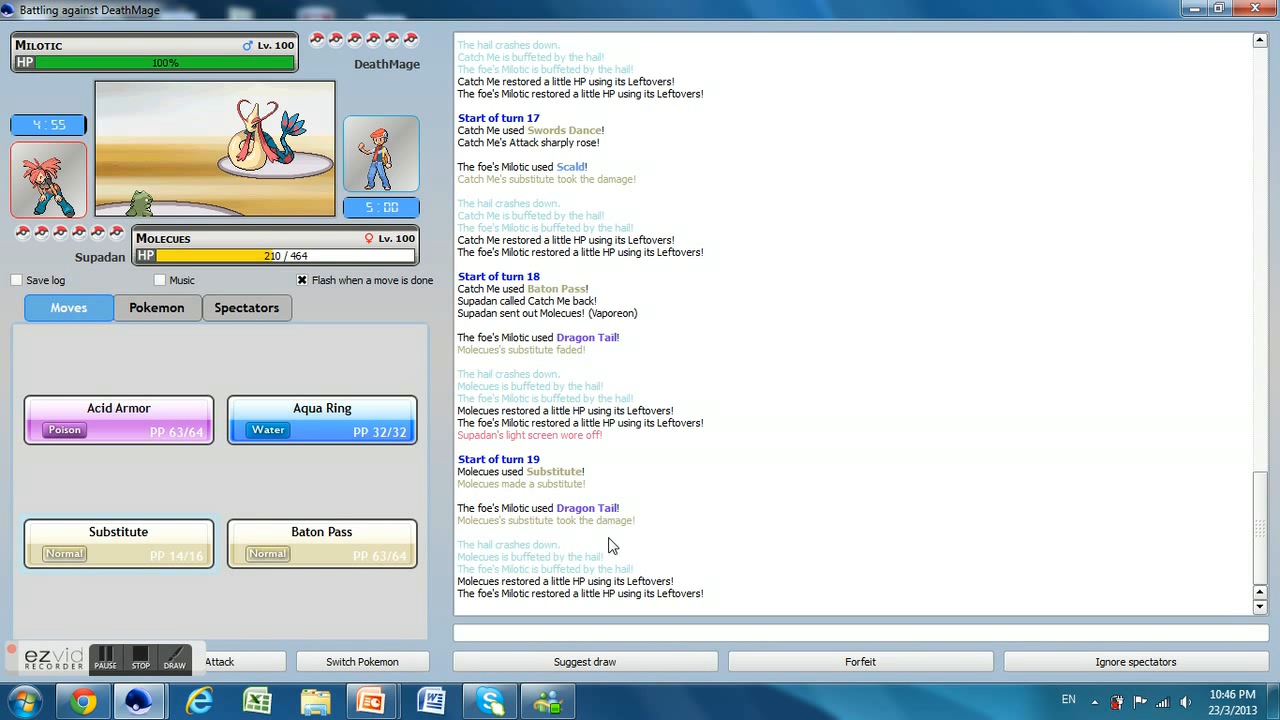 Battling against DeathMage
MILOTIC
Lv. 100
HP
100%
DeathMage
4:55
5:00
MOLECUES
Lv. 100
HP
210 / 464
Supadan
Save log
Music
Flash when a move is done
Moves
Pokemon
Spectators
Acid Armor
Poison
PP 63/64
Aqua Ring
Water
PP 32/32
Substitute
Normal
PP 14/16
Baton Pass
Normal
PP 63/64
Attack
Switch Pokemon
The hail crashes down.
Catch Me is buffeted by the hail!
The foe's Milotic is buffeted by the hail!
Catch Me restored a little HP using its Leftovers!
The foe's Milotic restored a little HP using its Leftovers!
Start of turn 17
Catch Me used Swords Dance!
Catch Me's Attack sharply rose!
The foe's Milotic used Scald!
Catch Me's substitute took the damage!
The hail crashes down.
Catch Me is buffeted by the hail!
The foe's Milotic is buffeted by the hail!
Catch Me restored a little HP using its Leftovers!
The foe's Milotic restored a little HP using its Leftovers!
Start of turn 18
Catch Me used Baton Pass!
Supadan called Catch Me back!
Supadan sent out Molecues! (Vaporeon)
The foe's Milotic used Dragon Tail!
Molecues's substitute faded!
The hail crashes down.
Molecues is buffeted by the hail!
The foe's Milotic is buffeted by the hail!
Molecues restored a little HP using its Leftovers!
The foe's Milotic restored a little HP using its Leftovers!
Supadan's light screen wore off!
Start of turn 19
Molecues used Substitute!
Molecues made a substitute!
The foe's Milotic used Dragon Tail!
Molecues's substitute took the damage!
The hail crashes down.
Molecues is buffeted by the hail!
The foe's Milotic is buffeted by the hail!
Molecues restored a little HP using its Leftovers!
The foe's Milotic restored a little HP using its Leftovers!
Suggest draw
Forfeit
Ignore spectators
ezvid
RECORDER
PAUSE
STOP
DRAW
EN
10:46 PM
23/3/2013